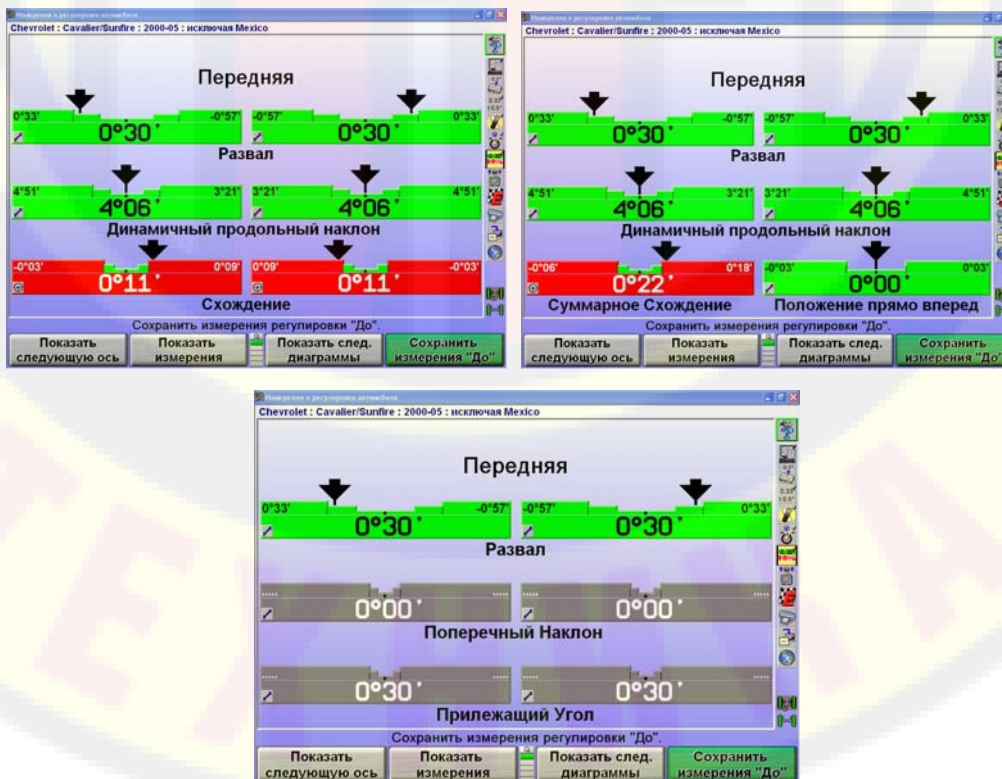 Измерения и регулировки автомобиля
Chevrolet : Cavalier/Sunfire : 2000-05 : исключая Mexico
Передняя
0°33' 0°30' -0°57' -0°57' 0°30' 0°33'
Развал
4°51' 4°06' 3°21' 3°21' 4°06' 4°51'
Динамичный продольный наклон
-0°03' 0°11' 0°09' 0°09' 0°11' -0°03'
Схождение
Сохранить измерения регулировки "До".
Показать следующую ось
Показать измерения
Показать след. диаграммы
Сохранить измерения "До"
Измерения и регулировки автомобиля
Chevrolet : Cavalier/Sunfire : 2000-05 : исключая Mexico
Передняя
0°33' 0°30' -0°57' -0°57' 0°30' 0°33'
Развал
4°51' 4°06' 3°21' 3°21' 4°06' 4°51'
Динамичный продольный наклон
-0°06' 0°22' 0°18' -0°03' 0°00' 0°03'
Суммарное Схождение Положение прямо вперед
Сохранить измерения регулировки "До".
Показать следующую ось
Показать измерения
Показать след. диаграммы
Сохранить измерения "До"
Измерения и регулировки автомобиля
Chevrolet : Cavalier/Sunfire : 2000-05 : исключая Mexico
Передняя
0°33' 0°30' -0°57' -0°57' 0°30' 0°33'
Развал
0°00' 0°00'
Поперечный Наклон
0°30' 0°30'
Прилежащий Угол
Сохранить измерения регулировки "До".
Показать следующую ось
Показать измерения
Показать след. диаграммы
Сохранить измерения "До"